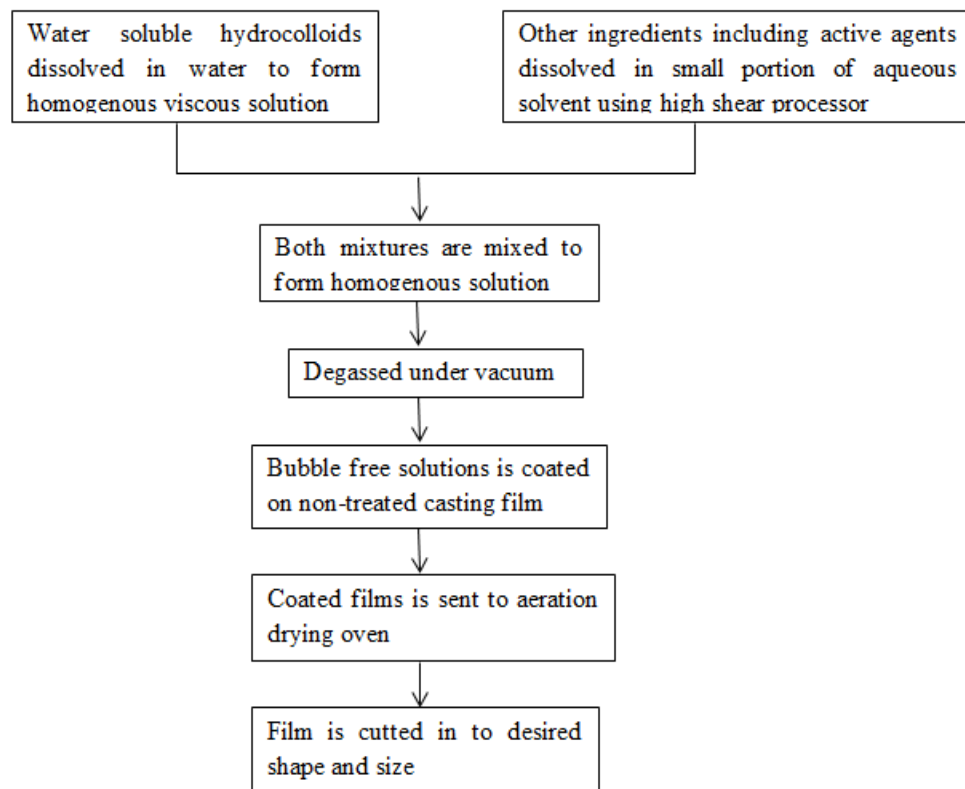 Water soluble hydrocolloids
dissolved in water to form
homogenous viscous solution
Other ingredients including active agents
dissolved in small portion of aqueous
solvent using high shear processor
Both mixtures are mixed to
form homogenous solution
Degassed under vacuum
Bubble free solutions is coated
on non-treated casting film
Coated films is sent to aeration
drying oven
Film is cutted in to desired
shape and size